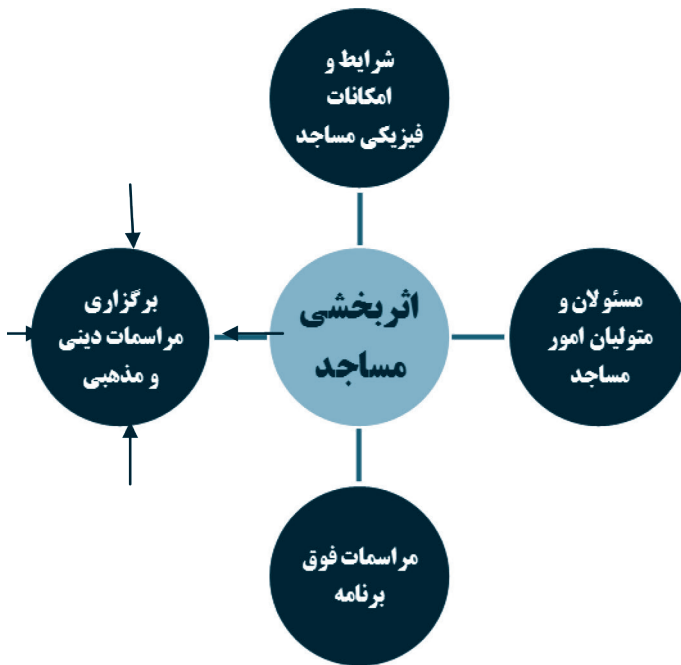 شرایط و
امکانات
فیزیکی مساجد
برگزاری
مراسمات دینی
و مذهبی
اثربخشی
مساجد
مسئولان و
متولیان امور
مساجد
مراسمات فوق
برنامه